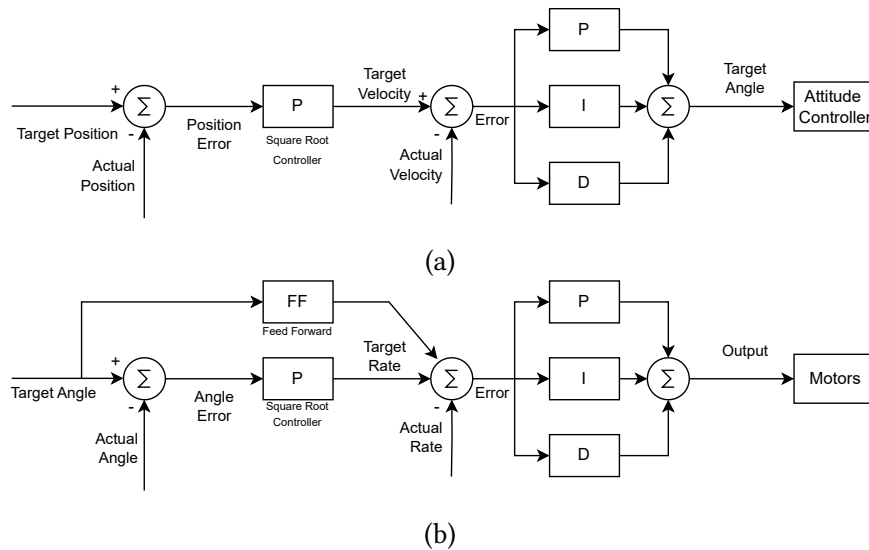 P
Target
Velocity
Target
Angle
+
+
Σ
P
Σ
I
Σ
Attitude
Controller
Target Position
-
Position
Error
Square Root
Controller
-
Error
Actual
Position
Actual
Velocity
D
(a)
FF
Feed Forward
P
Target
Rate
Output
+
Σ
P
Σ
I
Σ
Motors
Target Angle
-
Angle
Error
Square Root
Controller
-
Error
Actual
Angle
Actual
Rate
D
(b)